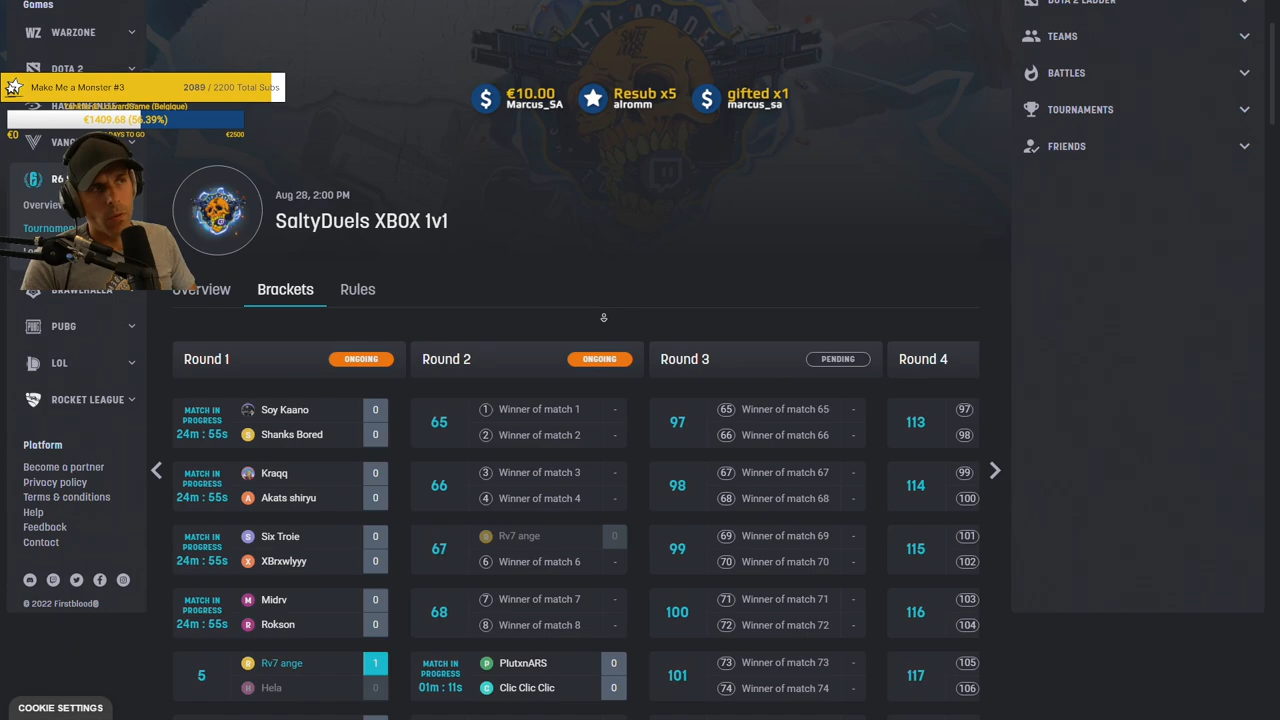 Games
WARZONE
DOTA 2
Make Me a Monster #3
2089 / 2200 Total Subs
(Belgique)
€1409.68 (56.39%)
€0
DAYS TO GO
€2500
R6
Overview
Tournament
PUBG
LOL
ROCKET LEAGUE
Platform
Become a partner
Privacy policy
Terms & conditions
Help
Feedback
Contact
© 2022 Firstblood®
COOKIE SETTINGS
€10.00
Marcus_SA
Resub x5
alromm
gifted x1
marcus_sa
Aug 28, 2:00 PM
SaltyDuels XBOX 1v1
Overview
Brackets
Rules
Round 1
ONGOING
MATCH IN PROGRESS
24m : 55s
Soy Kaano 0
Shanks Bored 0
MATCH IN PROGRESS
24m : 55s
Kraqq 0
Akats shiryu 0
MATCH IN PROGRESS
24m : 55s
Six Troie 0
XBrxwlyyy 0
MATCH IN PROGRESS
24m : 55s
Midrv 0
Rokson 0
5
Rv7 ange 1
Hela 0
Round 2
ONGOING
65
1 Winner of match 1 -
2 Winner of match 2 -
66
3 Winner of match 3 -
4 Winner of match 4 -
67
Rv7 ange 0
6 Winner of match 6 -
68
7 Winner of match 7 -
8 Winner of match 8 -
MATCH IN PROGRESS
01m : 11s
PlutxnARS 0
Clic Clic Clic 0
Round 3
PENDING
97
65 Winner of match 65 -
66 Winner of match 66 -
98
67 Winner of match 67 -
68 Winner of match 68 -
99
69 Winner of match 69 -
70 Winner of match 70 -
100
71 Winner of match 71 -
72 Winner of match 72 -
101
73 Winner of match 73 -
74 Winner of match 74 -
Round 4
113
97
98
114
99
100
115
101
102
116
103
104
117
105
106
DOTA 2 LADDER
TEAMS
BATTLES
TOURNAMENTS
FRIENDS